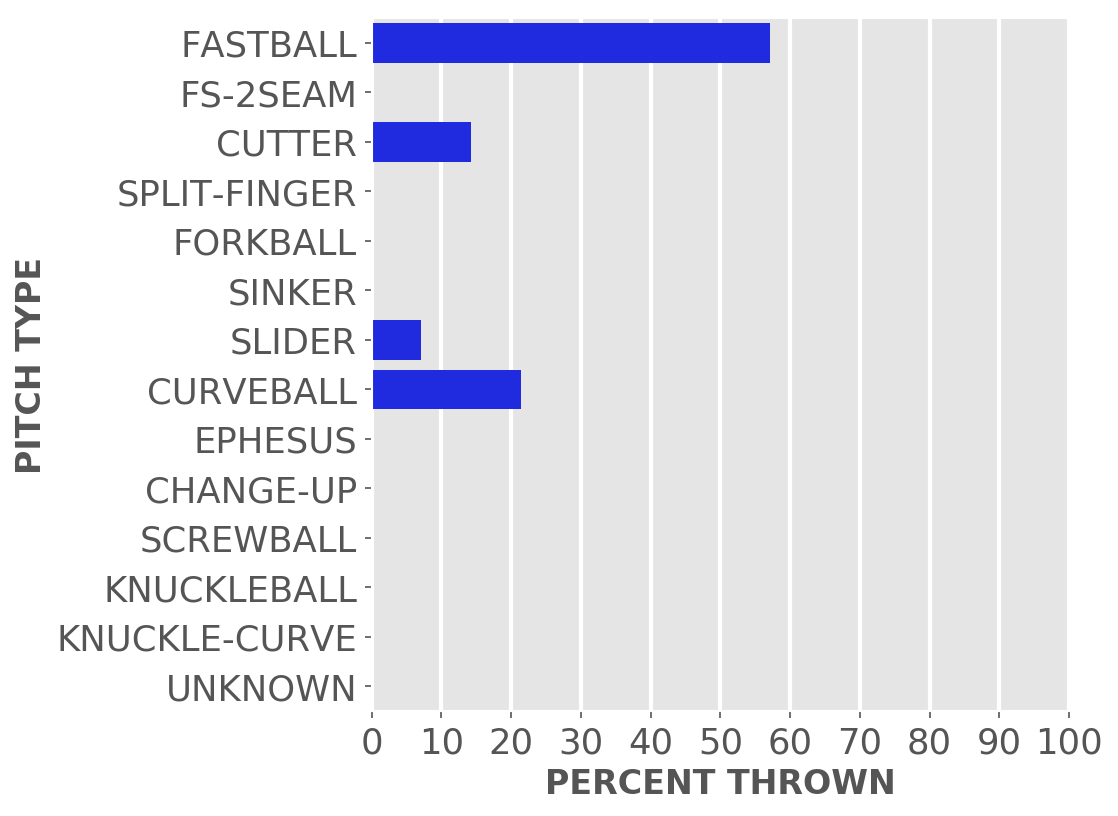 FASTBALL
FS-2SEAM
CUTTER
SPLIT-FINGER
FORKBALL
SINKER
SLIDER
CURVEBALL
EPHESUS
CHANGE-UP
SCREWBALL
KNUCKLEBALL
KNUCKLE-CURVE
UNKNOWN
PITCH TYPE
0 10 20 30 40 50 60 70 80 90 100
PERCENT THROWN